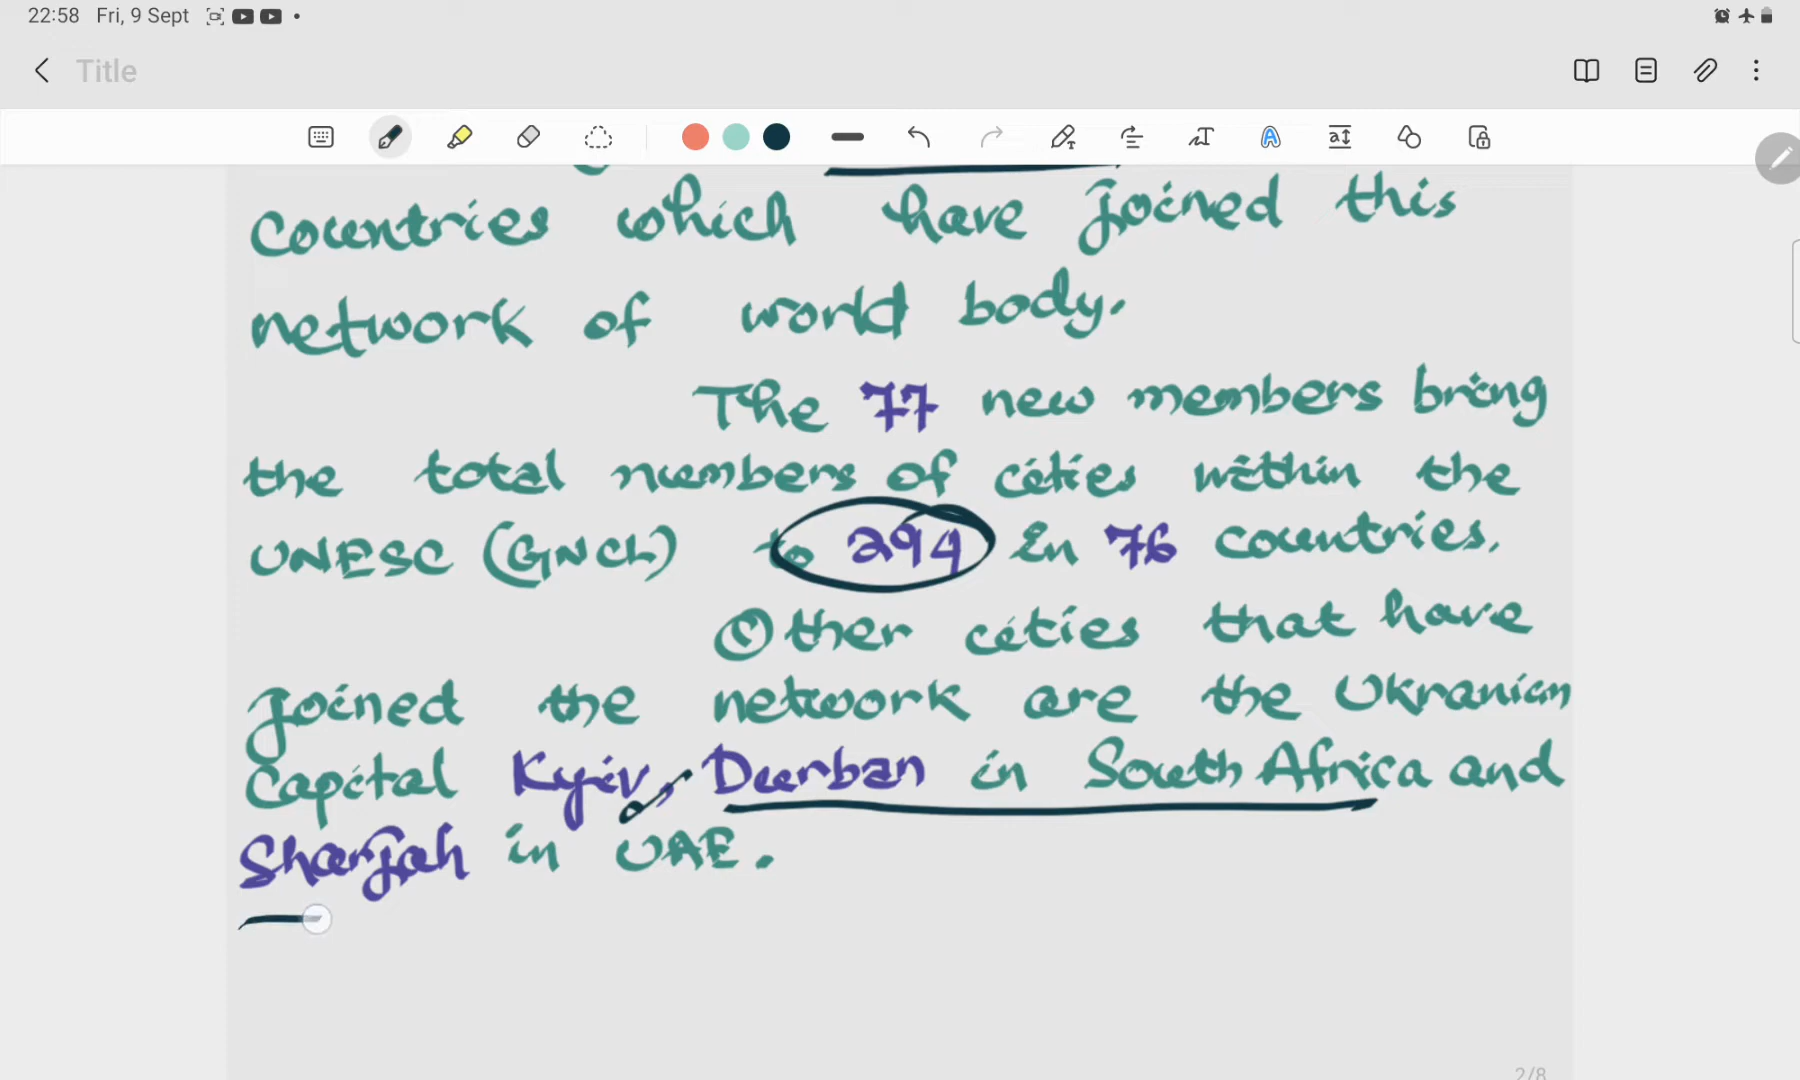 22:58 Fri, 9 Sept
Title
Countries which have joined this
network of world body.
The 77 new members bring
the total numbers of cities within the
UNESC (GNCL) to 294 in 76 countries.
Other cities that have
joined the network are the Ukranian
Capital Kyiv, Durban in South Africa and
Sharjah in UAE.
2/8